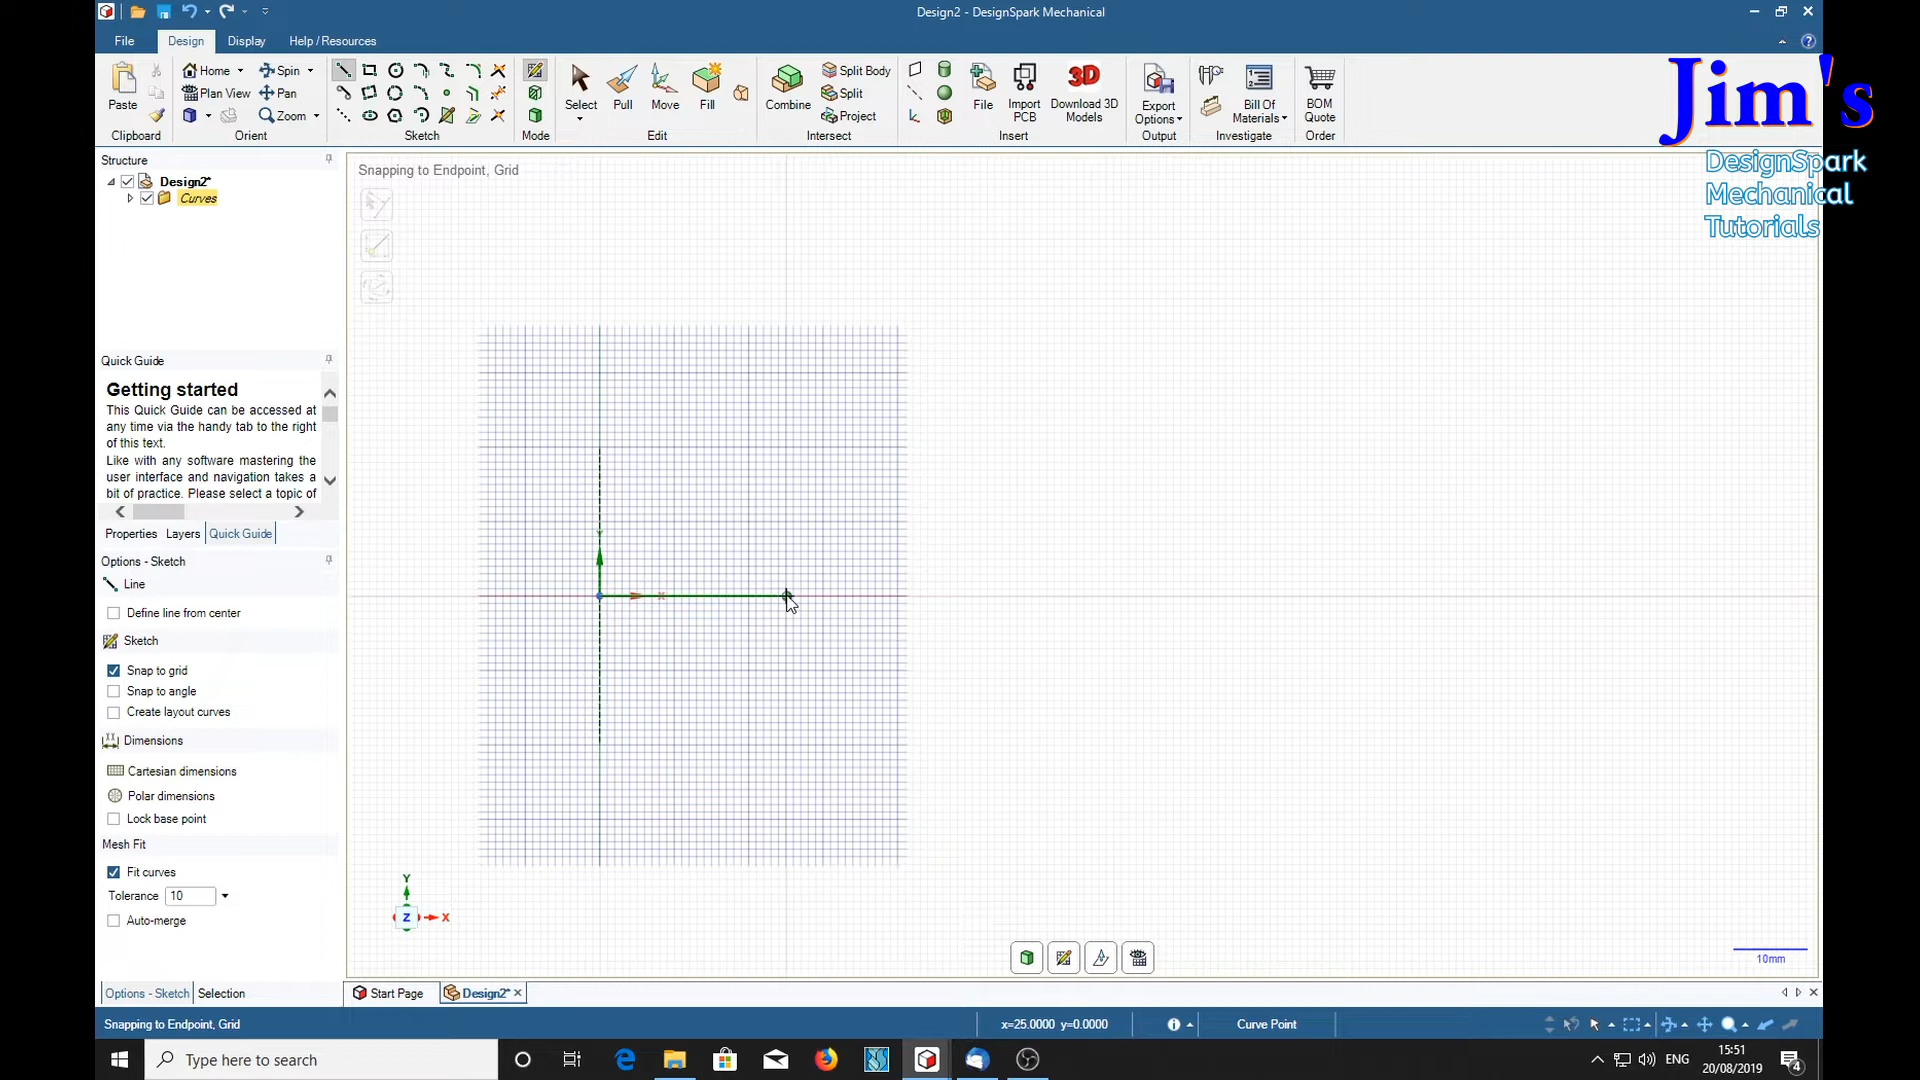 Design2 - DesignSpark Mechanical
File Design Display Help / Resources
Paste
Clipboard
Home Spin
Plan View Pan
Zoom
Orient
Sketch
Mode
Select Pull Move Fill
Edit
Combine
Split Body
Split
Project
Intersect
File
Import PCB
Download 3D Models
Insert
3D
Export Options
Output
Bill Of Materials
Investigate
BOM Quote
Order
Jim's
DesignSpark
Mechanical
Tutorials
Structure
Design2*
Curves
Snapping to Endpoint, Grid
Quick Guide
Getting started
This Quick Guide can be accessed at
any time via the handy tab to the right
of this text.
Like with any software mastering the
user interface and navigation takes a
bit of practice. Please select a topic of
Properties Layers Quick Guide
Options - Sketch
Line
Define line from center
Sketch
Snap to grid
Snap to angle
Create layout curves
Dimensions
Cartesian dimensions
Polar dimensions
Lock base point
Mesh Fit
Fit curves
Tolerance 10
Auto-merge
Y
X
Y
Z
X
10mm
Options - Sketch Selection
Start Page Design2*
Snapping to Endpoint, Grid
x=25.0000 y=0.0000
Curve Point
Type here to search
ENG
15:51
20/08/2019
4